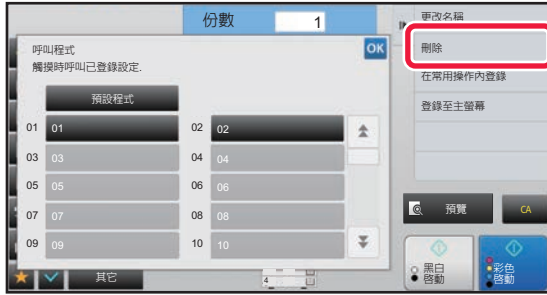 份數 1
呼叫程式
OK
觸摸時呼叫已登錄設定.
預設程式
01 01
02 02
03 03
04 04
05 05
06 06
07 07
08 08
09 09
10 10
其它
4
更改名稱
刪除
在常用操作內登錄
登錄至主螢幕
預覽
CA
黑白
啓動
彩色
啓動